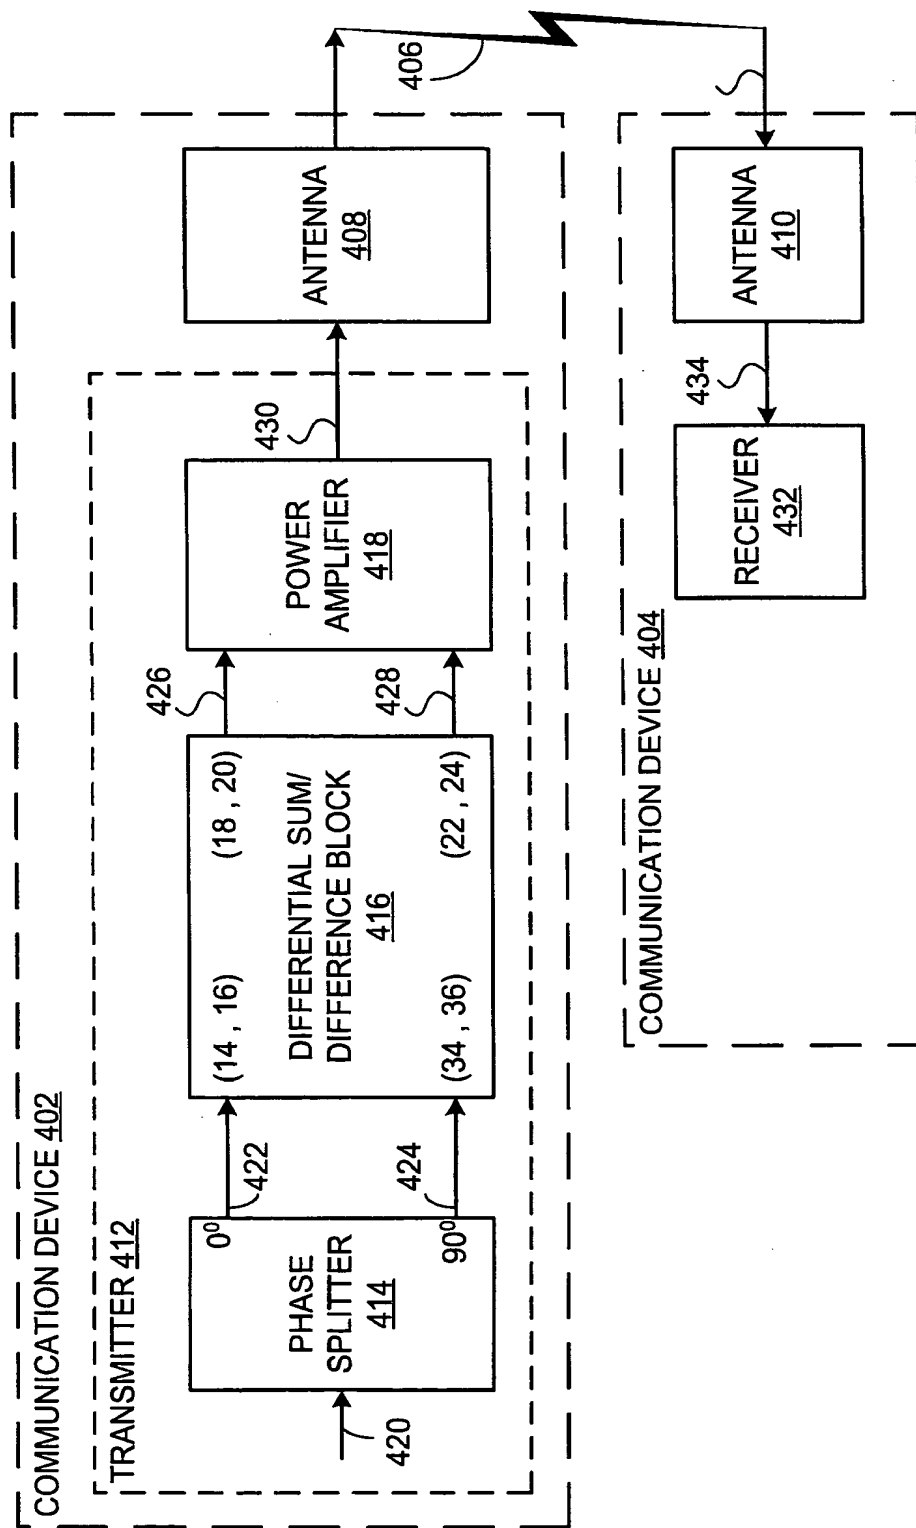 COMMUNICATION DEVICE 402
TRANSMITTER 412
420
PHASE
SPLITTER
414
0⁰
90⁰
422
424
(14 , 16)
(18 , 20)
DIFFERENTIAL SUM/
DIFFERENCE BLOCK
416
(34 , 36)
(22 , 24)
426
428
POWER
AMPLIFIER
418
430
ANTENNA
408
406
COMMUNICATION DEVICE 404
RECEIVER
432
434
ANTENNA
410